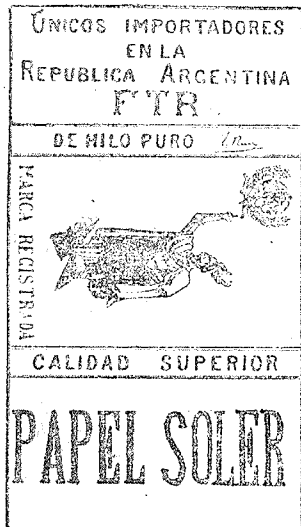 ÚNICOS IMPORTADORES
EN LA
REPUBLICA ARGENTINA
FTR
DE HILO PURO
MARCA REGISTRADA
CALIDAD SUPERIOR
PAPEL SOLER